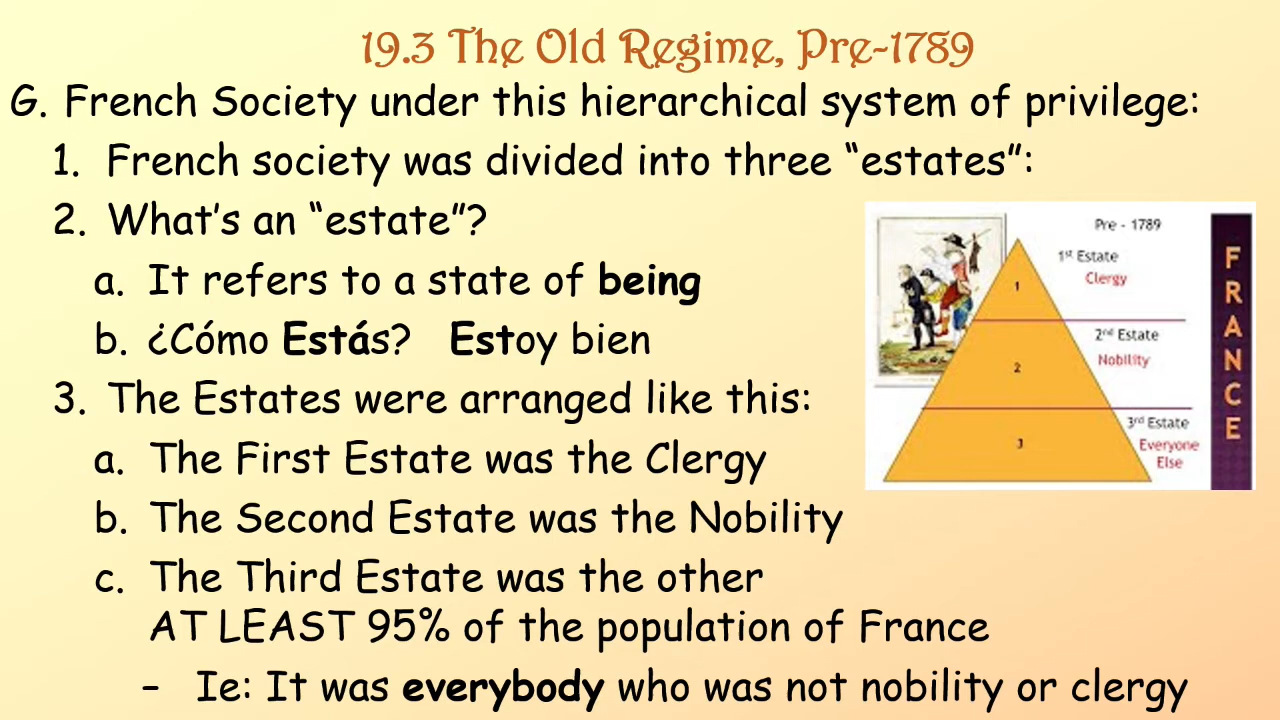 19.3 The Old Regime, Pre-1789
G. French Society under this hierarchical system of privilege:
1. French society was divided into three “estates”:
2. What’s an “estate”?
a. It refers to a state of being
b. ¿Cómo Estás? Estoy bien
3. The Estates were arranged like this:
a. The First Estate was the Clergy
b. The Second Estate was the Nobility
c. The Third Estate was the other
AT LEAST 95% of the population of France
– Ie: It was everybody who was not nobility or clergy
Pre - 1789
1st Estate
Clergy
1
2nd Estate
Nobility
2
3rd Estate
Everyone
Else
3
FRANCE